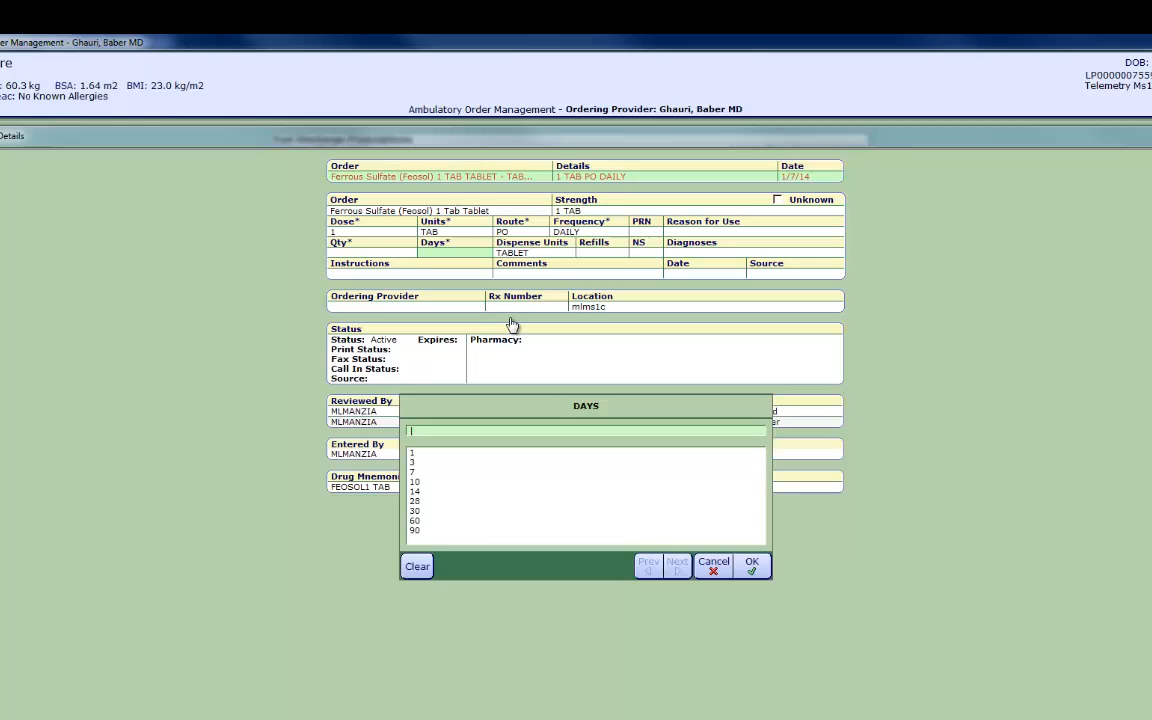 er Management - Ghauri, Baber MD
re
DOB:
: 60.3 kg BSA: 1.64 m2 BMI: 23.0 kg/m2
LP00000075
Telemetry Ms1
eac: No Known Allergies
Ambulatory Order Management - Ordering Provider: Ghauri, Baber MD
Details
Order Details Date
Ferrous Sulfate (Feosol) 1 TAB TABLET - TAB... 1 TAB PO DAILY 1/7/14
Order Strength Unknown
Ferrous Sulfate (Feosol) 1 Tab Tablet 1 TAB
Dose* Units* Route* Frequency* PRN Reason for Use
1 TAB PO DAILY
Qty* Days* Dispense Units Refills NS Diagnoses
TABLET
Instructions Comments Date Source
Ordering Provider Rx Number Location
mlms1c
Status
Status: Active Expires: Pharmacy:
Print Status:
Fax Status:
Call In Status:
Source:
Reviewed By
MLMANZIA d
MLMANZIA er
Entered By
MLMANZIA
Drug Mnemoni
FEOSOL1 TAB
DAYS
1
3
7
10
14
28
30
60
90
Clear Prev Next Cancel OK